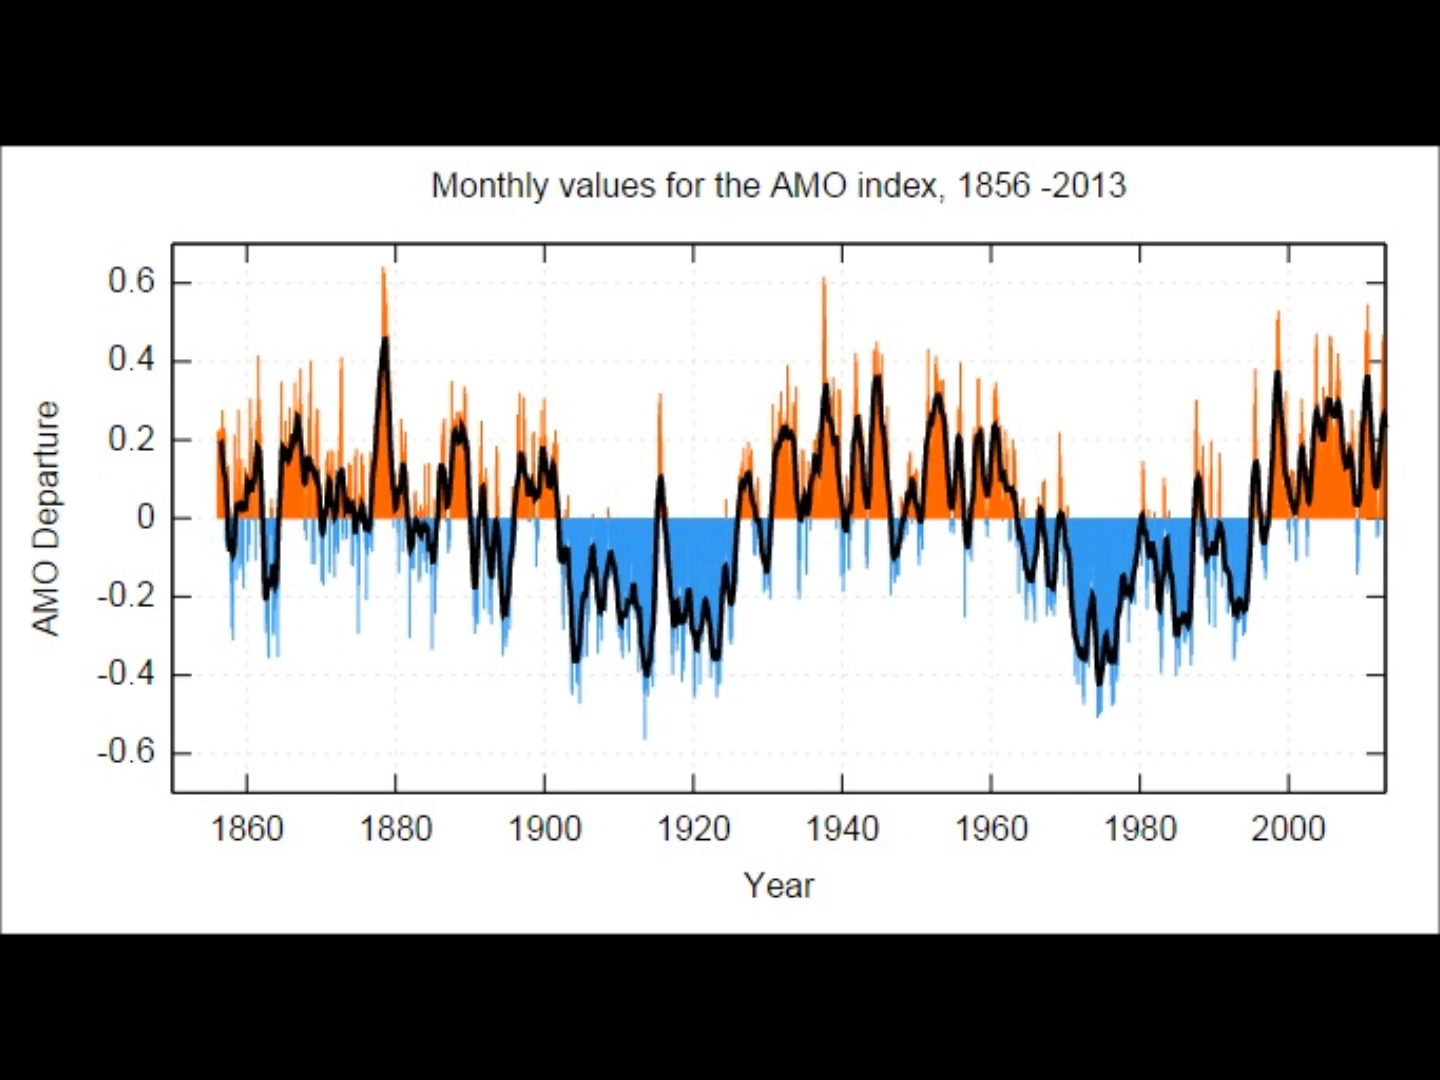 Monthly values for the AMO index, 1856 -2013
0.6
0.4
0.2
0
-0.2
-0.4
-0.6
AMO Departure
1860 1880 1900 1920 1940 1960 1980 2000
Year